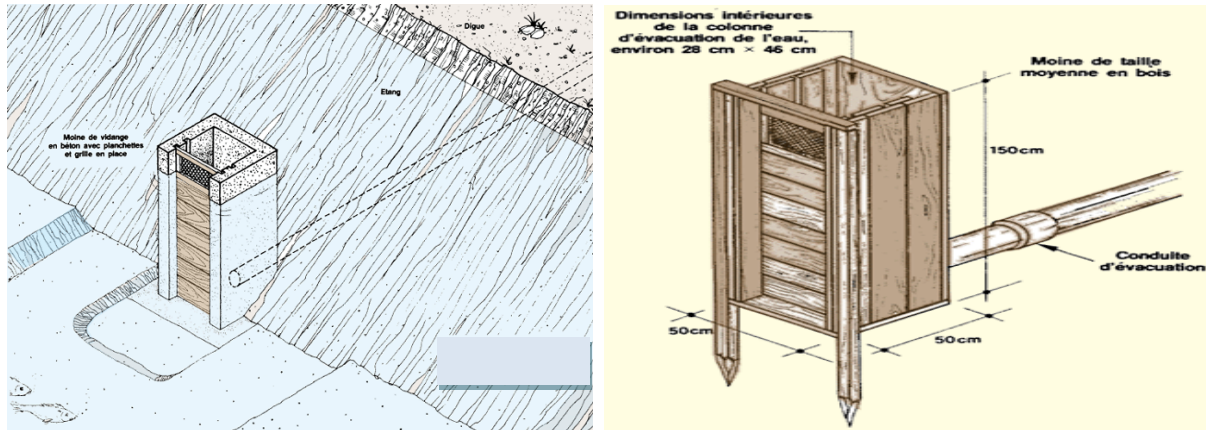 Digue
Etang
Moine de vidange
en béton avec planchettes
et grille en place
Dimensions intérieures
de la colonne
d'évacuation de l'eau,
environ 28 cm × 46 cm
Moine de taille
moyenne en bois
150cm
Conduite
d'évacuation
50cm
50cm